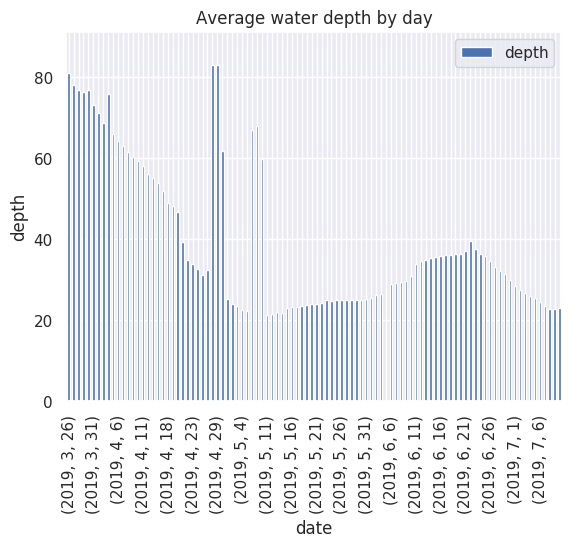 Average water depth by day
depth
80
60
40
20
0
depth
(2019, 3, 26)
(2019, 3, 31)
(2019, 4, 6)
(2019, 4, 11)
(2019, 4, 18)
(2019, 4, 23)
(2019, 4, 29)
(2019, 5, 4)
(2019, 5, 11)
(2019, 5, 16)
(2019, 5, 21)
(2019, 5, 26)
(2019, 5, 31)
(2019, 6, 6)
(2019, 6, 11)
(2019, 6, 16)
(2019, 6, 21)
(2019, 6, 26)
(2019, 7, 1)
(2019, 7, 6)
date